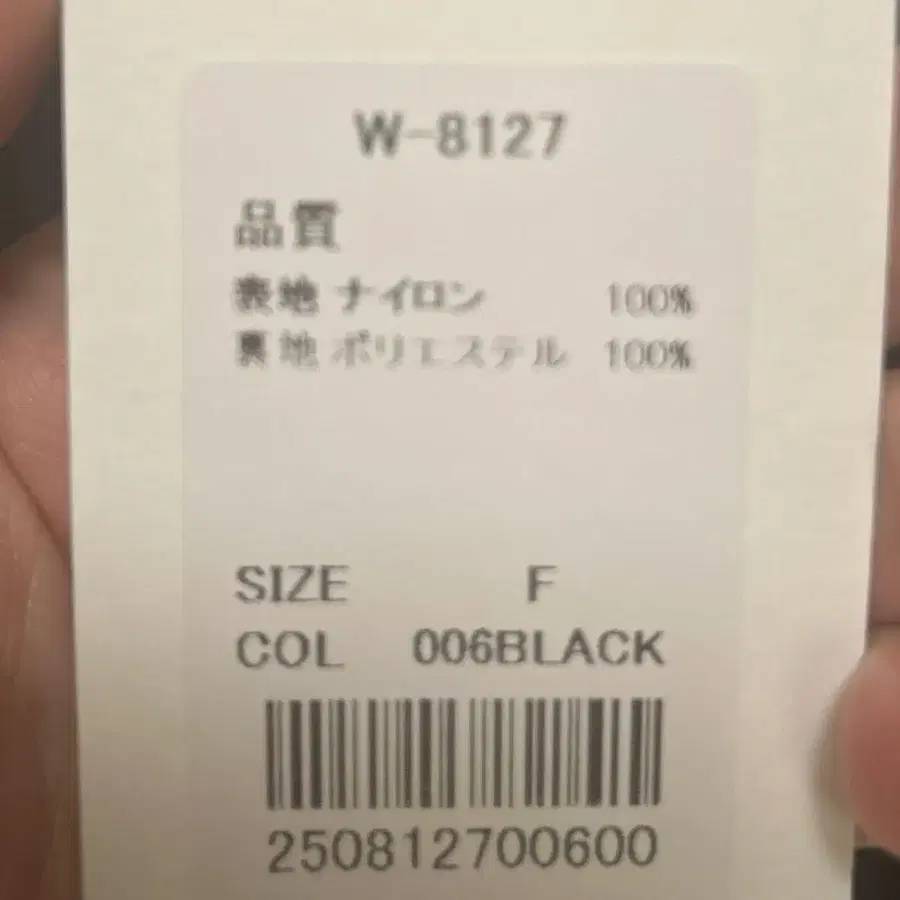 W-8127
品質
表地 ナイロン 100%
裏地 ポリエステル 100%
SIZE F
COL 006BLACK
250812700600